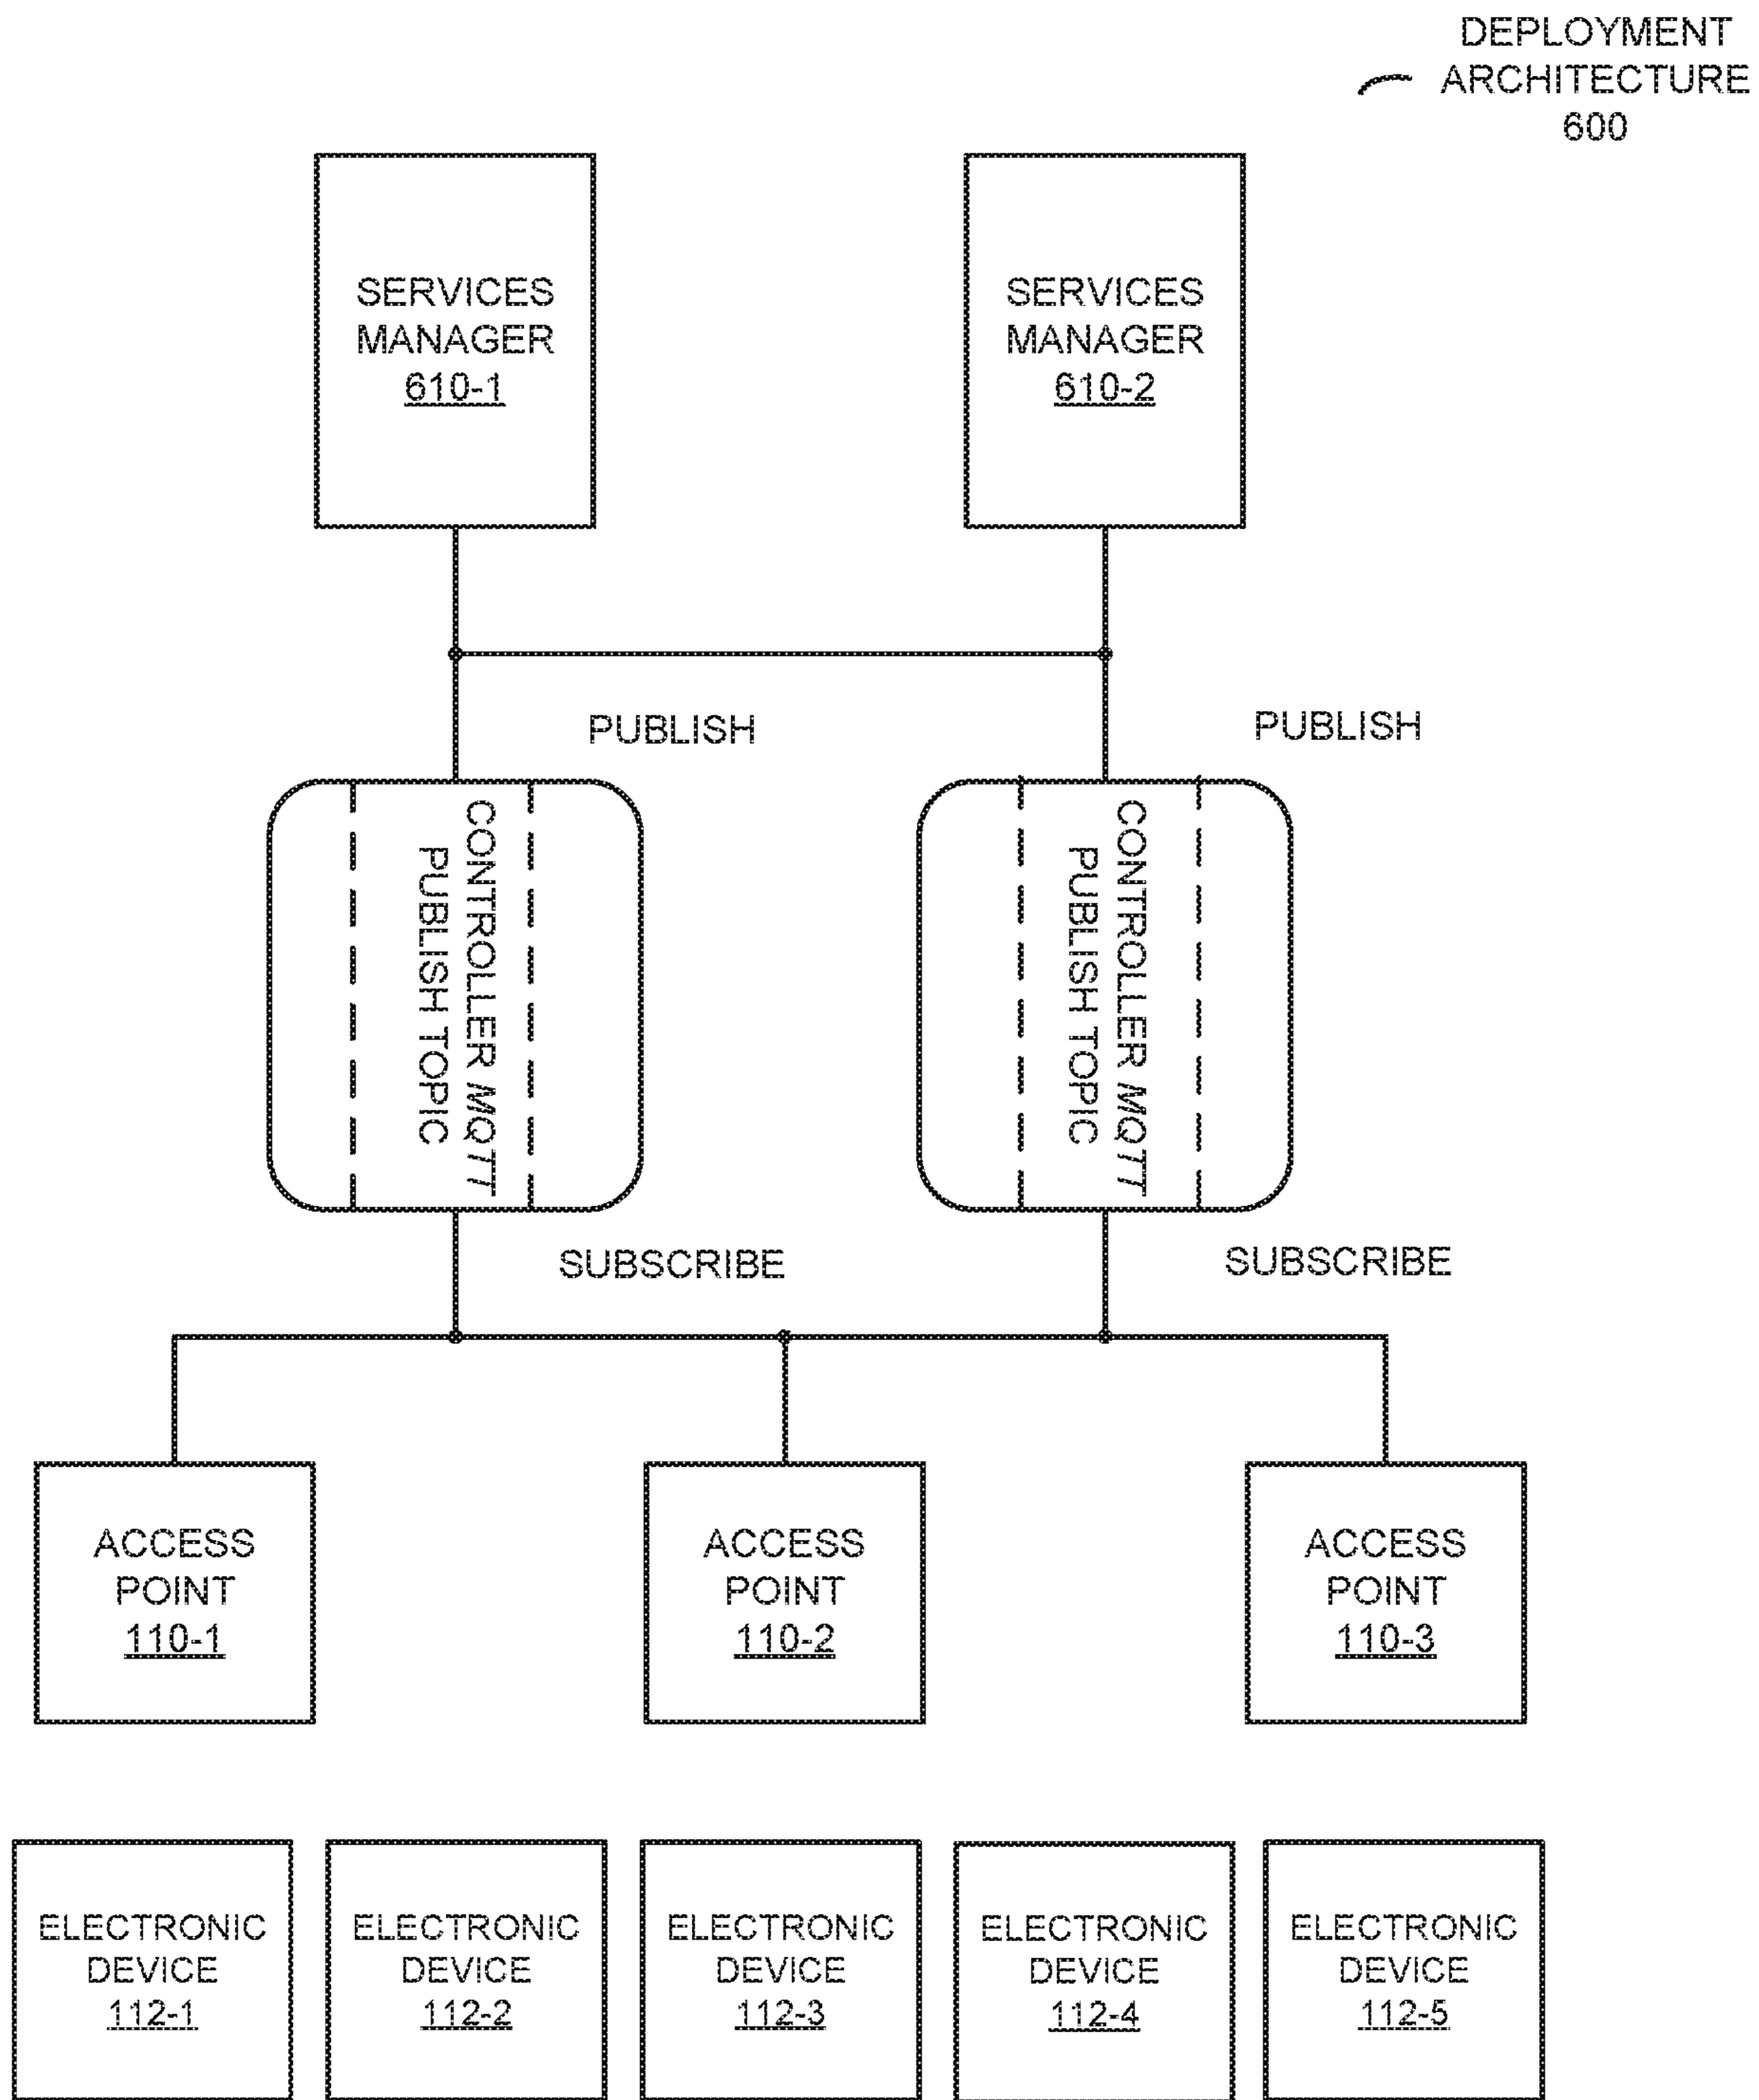 DEPLOYMENT
ARCHITECTURE
600
SERVICES
MANAGER
610-1
SERVICES
MANAGER
610-2
PUBLISH
PUBLISH
CONTROLLER MQTT
PUBLISH TOPIC
CONTROLLER MQTT
PUBLISH TOPIC
SUBSCRIBE
SUBSCRIBE
ACCESS
POINT
110-1
ACCESS
POINT
110-2
ACCESS
POINT
110-3
ELECTRONIC
DEVICE
112-1
ELECTRONIC
DEVICE
112-2
ELECTRONIC
DEVICE
112-3
ELECTRONIC
DEVICE
112-4
ELECTRONIC
DEVICE
112-5